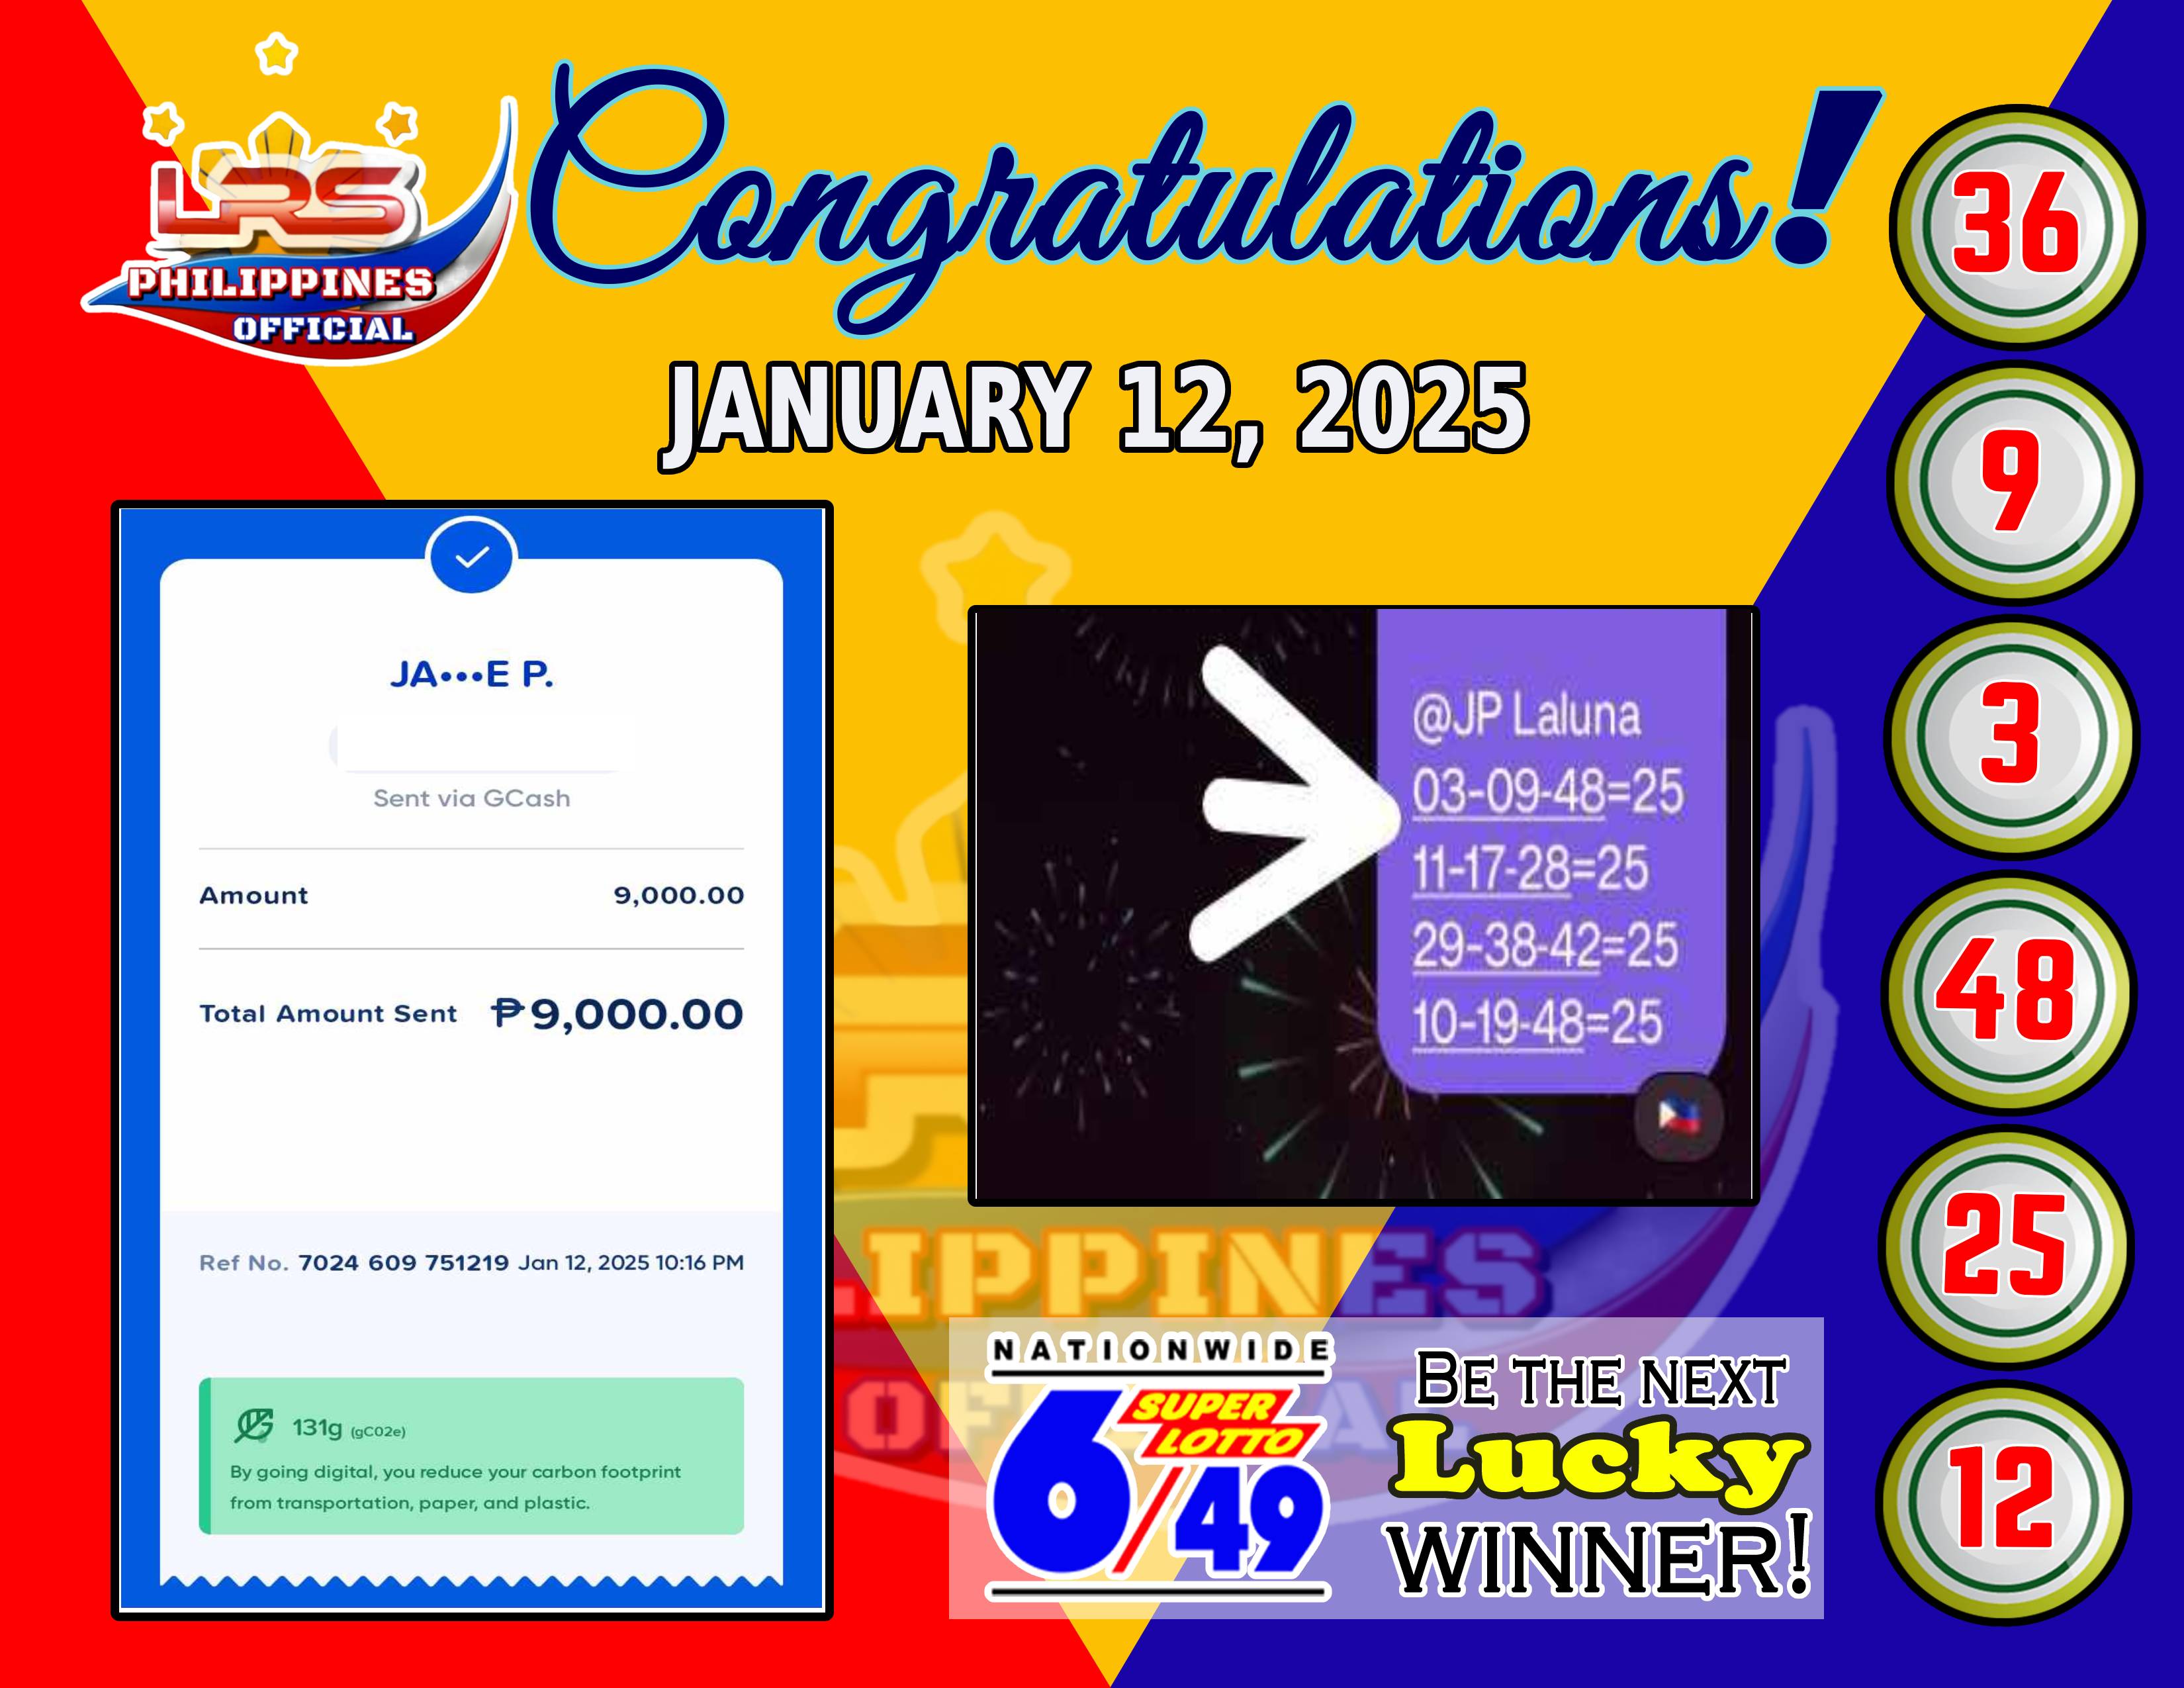 LRS
PHILIPPINES
OFFICIAL
Congratulations!
JANUARY 12, 2025
JA•••E P.
Sent via GCash
Amount 9,000.00
Total Amount Sent ₱9,000.00
Ref No. 7024 609 751219 Jan 12, 2025 10:16 PM
131g (gCO2e)
By going digital, you reduce your carbon footprint
from transportation, paper, and plastic.
@JP Laluna
03-09-48=25
11-17-28=25
29-38-42=25
10-19-48=25
IPPINES
NATIONWIDE
6/49
SUPER
LOTTO
BE THE NEXT
Lucky
WINNER!
36
9
3
48
25
12